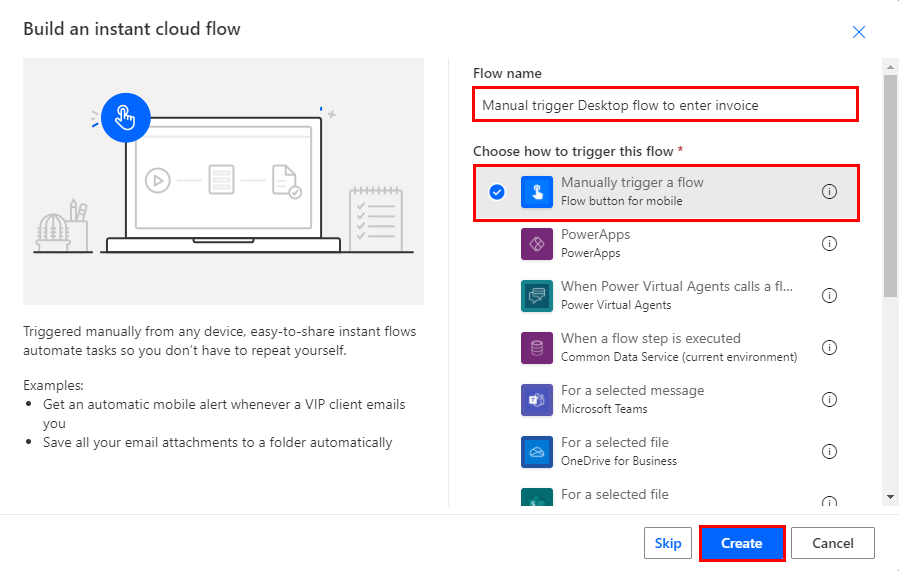 Build an instant cloud flow
Triggered manually from any device, easy-to-share instant flows
automate tasks so you don't have to repeat yourself.
Examples:
Get an automatic mobile alert whenever a VIP client emails
you
Save all your email attachments to a folder automatically
Flow name
Manual trigger Desktop flow to enter invoice
Choose how to trigger this flow *
Manually trigger a flow
Flow button for mobile
PowerApps
PowerApps
When Power Virtual Agents calls a fl...
Power Virtual Agents
When a flow step is executed
Common Data Service (current environment)
For a selected message
Microsoft Teams
For a selected file
OneDrive for Business
For a selected file
Skip
Create
Cancel